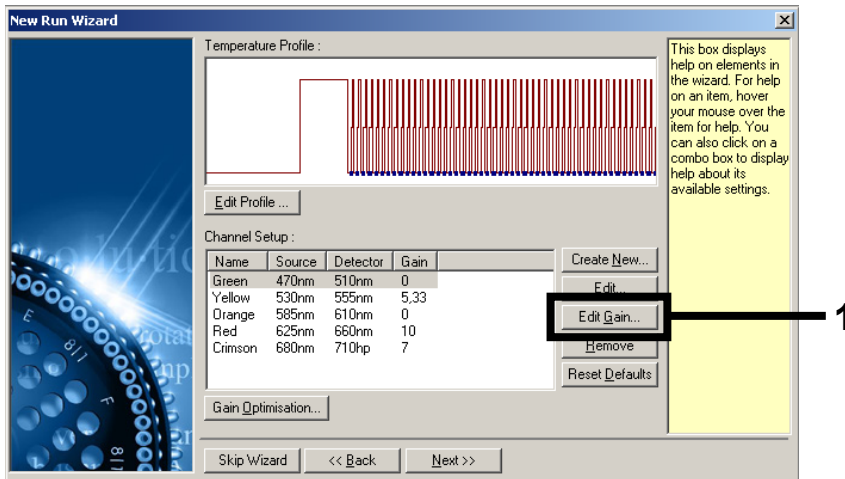 New Run Wizard
Temperature Profile :
Edit Profile ...
Channel Setup :
Name Source Detector Gain
Green 470nm 510nm 0
Yellow 530nm 555nm 5,33
Orange 585nm 610nm 0
Red 625nm 660nm 10
Crimson 680nm 710hp 7
Create New...
Edit...
Edit Gain...
Remove
Reset Defaults
Gain Optimisation...
Skip Wizard
<< Back
Next >>
This box displays
help on elements in
the wizard. For help
on an item, hover
your mouse over the
item for help. You
can also click on a
combo box to display
help about its
available settings.
1